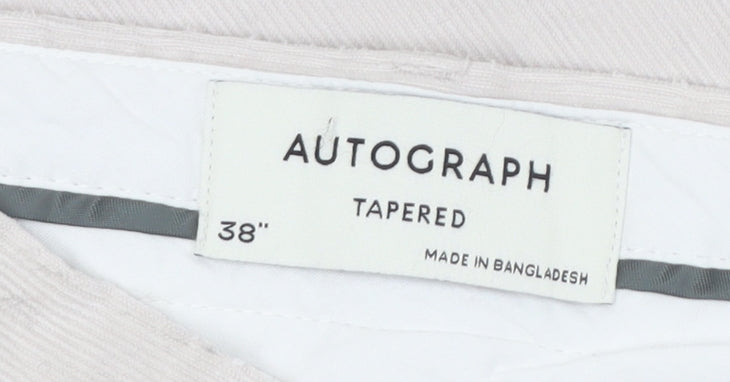 AUTOGRAPH
TAPERED
38"
MADE IN BANGLADESH